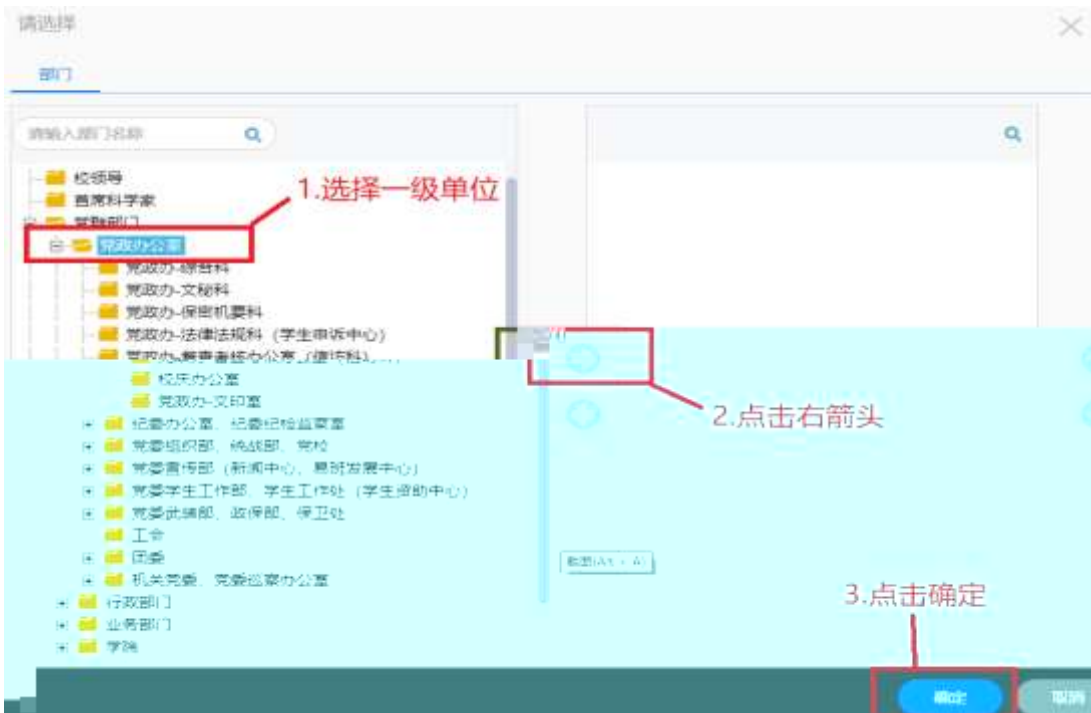 请选择
部门
请输入部门名称
校领导
首席科学家
1.选择一级单位
党群部门
党政办公室
党政办-综合科
党政办-文秘科
党政办-保密机要科
党政办-法律法规科（学生申诉中心）
校庆办公室
2.点击右箭头
党政办-文印室
纪委办公室、纪委纪检监察室
党委组织部、统战部、党校
党委宣传部（新闻中心、易班发展中心）
党委学生工作部、学生工作处（学生资助中心）
党委武装部、政保部、保卫处
工会
团委
截图(Alt + A)
机关党委、党委巡察办公室
3.点击确定
行政部门
业务部门
学院
确定
取消